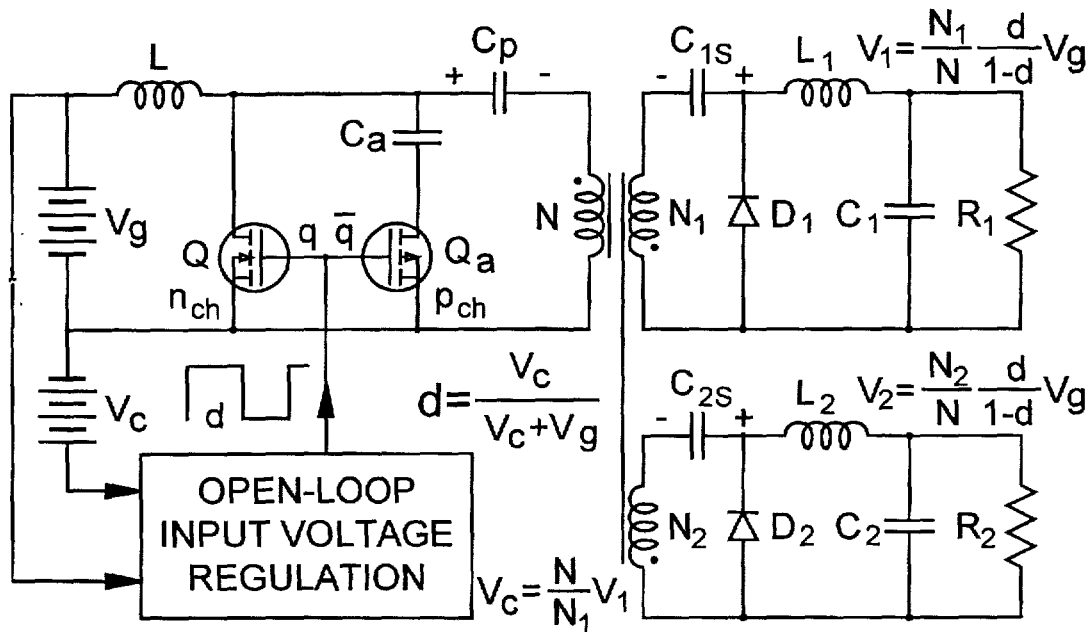 L
Cp
+ -
C1S
- +
L1
V1 = N1/N d/1-d Vg
Ca
Vg
Q
q
q̅
Qa
nch
pch
N
N1
D1
C1
R1
Vc
d
d = Vc/Vc+Vg
C2S
- +
L2
V2 = N2/N d/1-d Vg
OPEN-LOOP
INPUT VOLTAGE
REGULATION
Vc = N/N1 V1
N2
D2
C2
R2